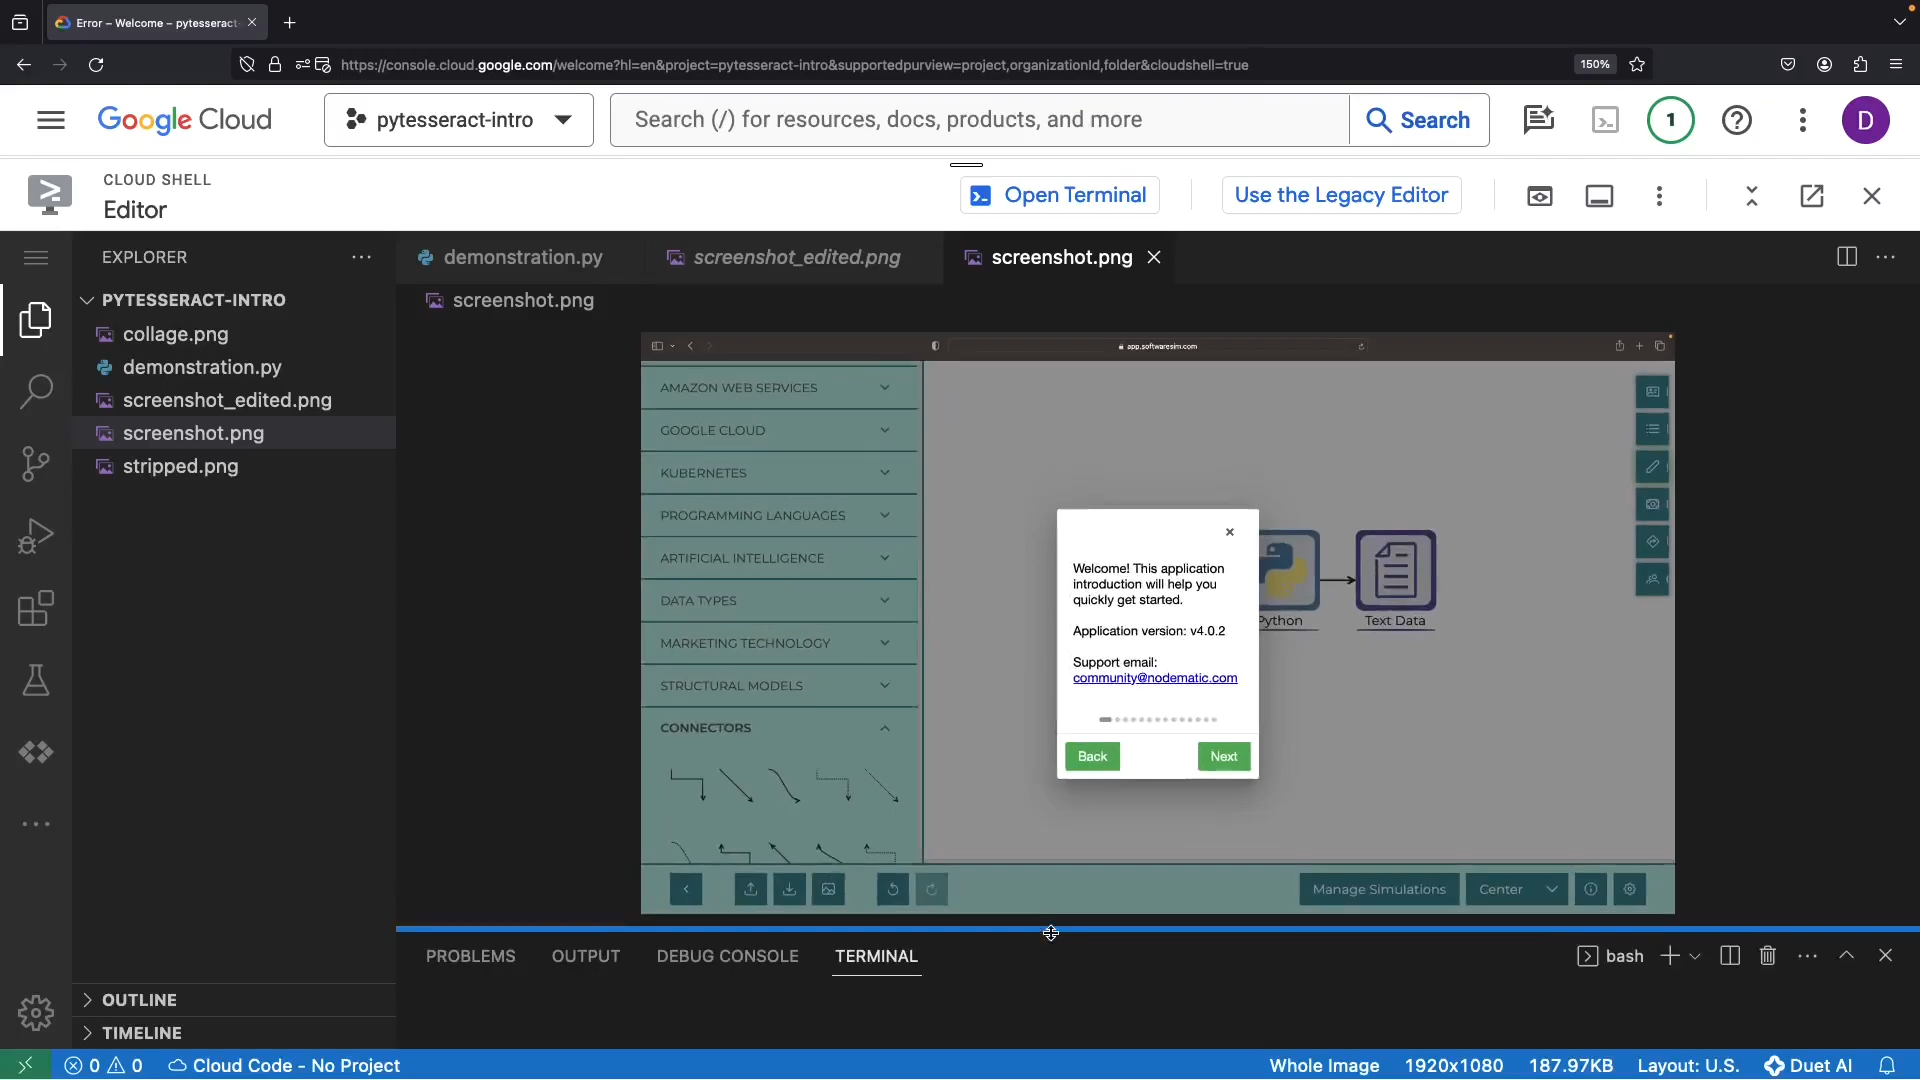 Error – Welcome – pytesseract-
https://console.cloud.google.com/welcome?hl=en&project=pytesseract-intro&supportedpurview=project,organizationId,folder&cloudshell=true
150%
Google Cloud
pytesseract-intro
Search (/) for resources, docs, products, and more
Search
1
D
CLOUD SHELL
Editor
Open Terminal
Use the Legacy Editor
EXPLORER
demonstration.py
screenshot_edited.png
screenshot.png
PYTESSERACT-INTRO
collage.png
demonstration.py
screenshot_edited.png
screenshot.png
stripped.png
OUTLINE
TIMELINE
screenshot.png
app.softwaresim.com
AMAZON WEB SERVICES
GOOGLE CLOUD
KUBERNETES
PROGRAMMING LANGUAGES
ARTIFICIAL INTELLIGENCE
DATA TYPES
MARKETING TECHNOLOGY
STRUCTURAL MODELS
CONNECTORS
Welcome! This application
introduction will help you
quickly get started.
Application version: v4.0.2
Support email:
community@nodematic.com
Back
Next
Python
Text Data
Manage Simulations
Center
PROBLEMS
OUTPUT
DEBUG CONSOLE
TERMINAL
bash
0
0
Cloud Code - No Project
Whole Image
1920x1080
187.97KB
Layout: U.S.
Duet AI